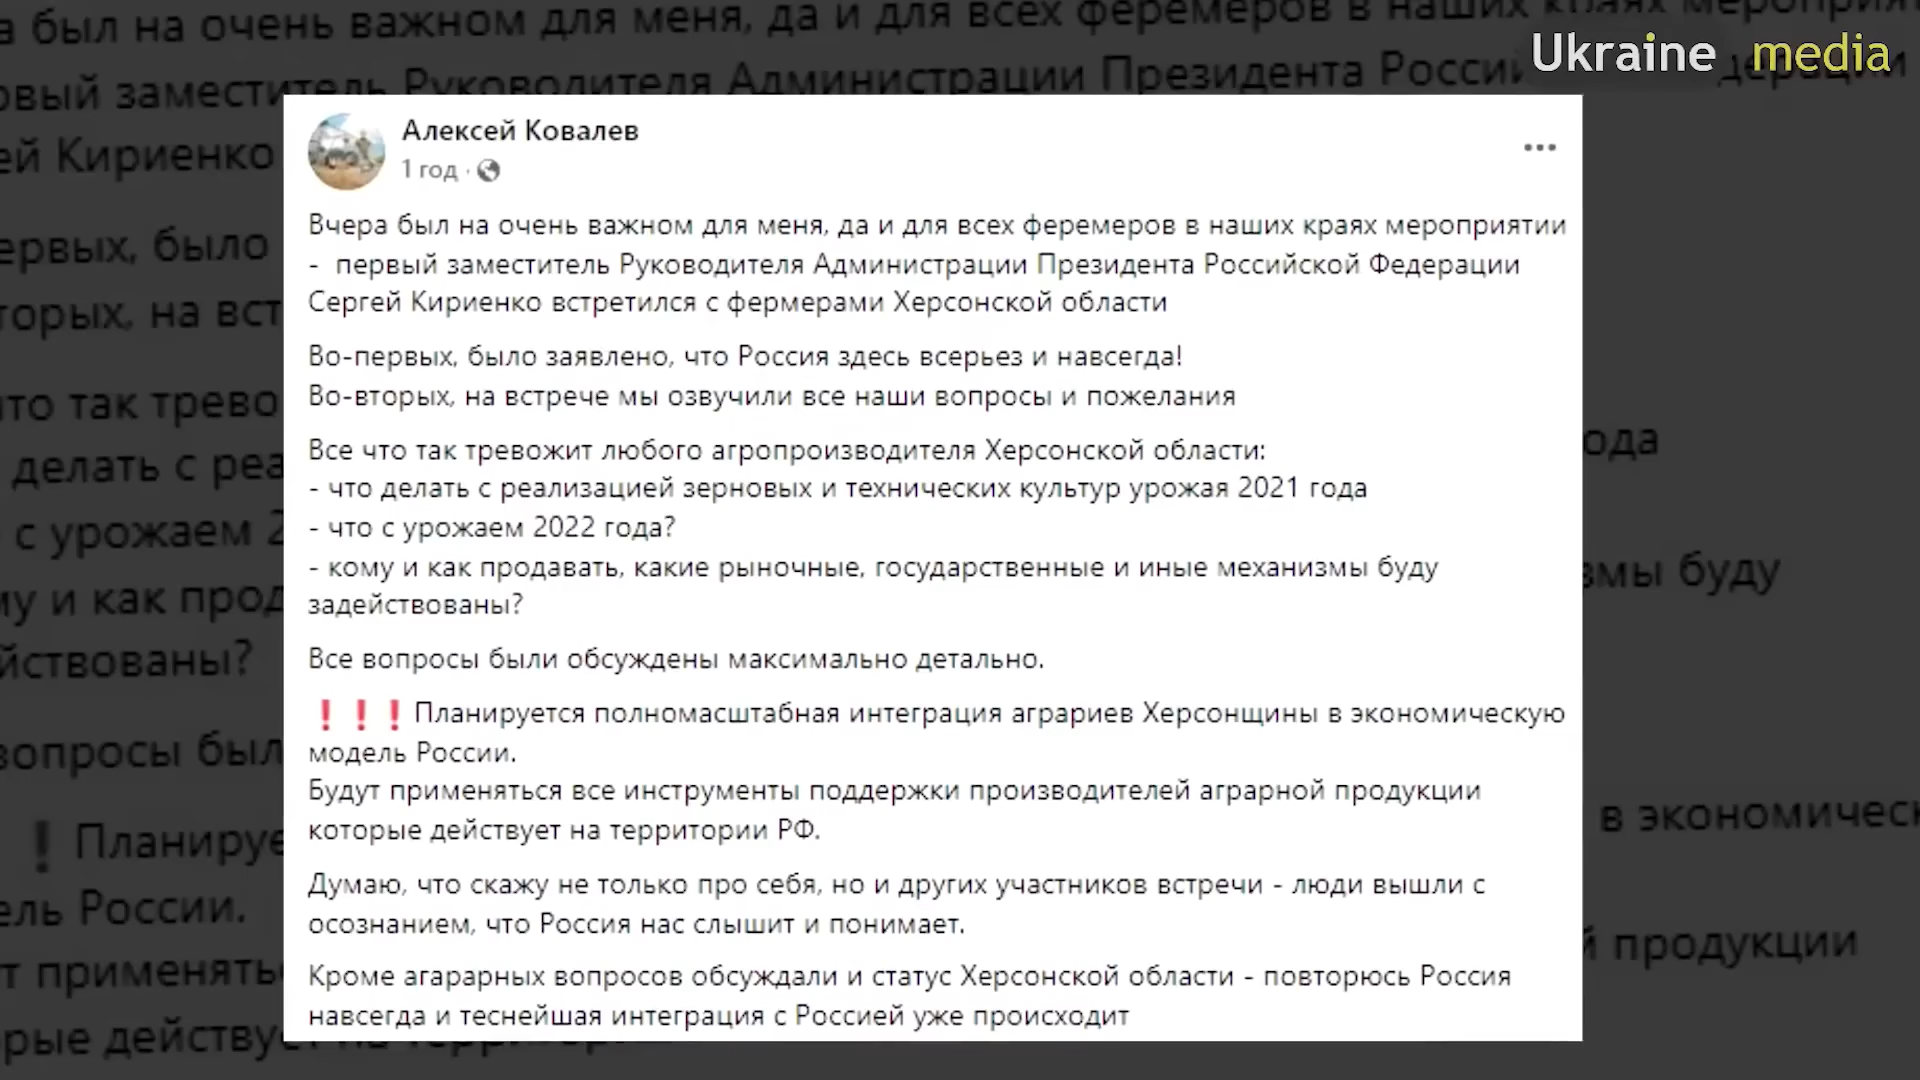 Ukraine media
Алексей Ковалев
1 год ·
Вчера был на очень важном для меня, да и для всех феремеров в наших краях мероприятии
- первый заместитель Руководителя Администрации Президента Российской Федерации
Сергей Кириенко встретился с фермерами Херсонской области
Во-первых, было заявлено, что Россия здесь всерьез и навсегда!
Во-вторых, на встрече мы озвучили все наши вопросы и пожелания
Все что так тревожит любого агропроизводителя Херсонской области:
- что делать с реализацией зерновых и технических культур урожая 2021 года
- что с урожаем 2022 года?
- кому и как продавать, какие рыночные, государственные и иные механизмы буду
задействованы?
Все вопросы были обсуждены максимально детально.
❗❗❗Планируется полномасштабная интеграция аграриев Херсонщины в экономическую
модель России.
Будут применяться все инструменты поддержки производителей аграрной продукции
которые действует на территории РФ.
Думаю, что скажу не только про себя, но и других участников встречи - люди вышли с
осознанием, что Россия нас слышит и понимает.
Кроме агарарных вопросов обсуждали и статус Херсонской области - повторюсь Россия
навсегда и теснейшая интеграция с Россией уже происходит